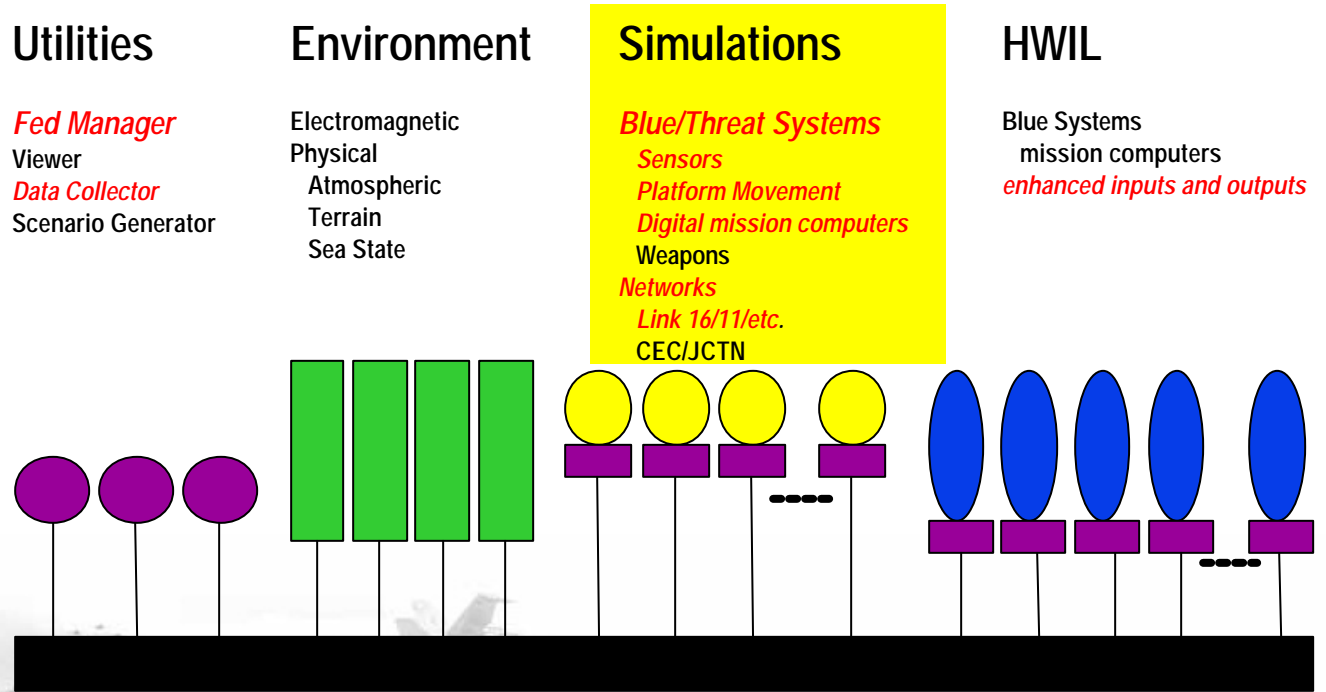 Utilities
Fed Manager
Viewer
Data Collector
Scenario Generator
Environment
Electromagnetic
Physical
Atmospheric
Terrain
Sea State
Simulations
Blue/Threat Systems
Sensors
Platform Movement
Digital mission computers
Weapons
Networks
Link 16/11/etc.
CEC/JCTN
HWIL
Blue Systems
mission computers
enhanced inputs and outputs